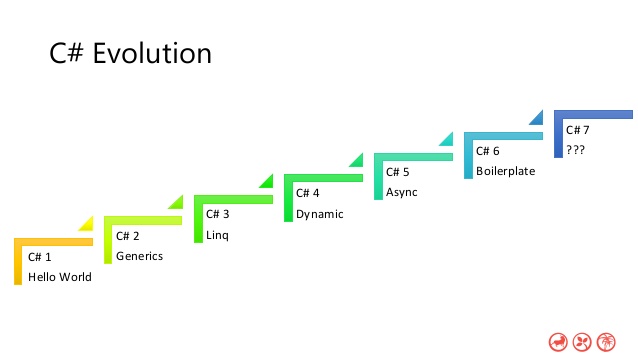 C# Evolution
C# 1
Hello World
C# 2
Generics
C# 3
Linq
C# 4
Dynamic
C# 5
Async
C# 6
Boilerplate
C# 7
???